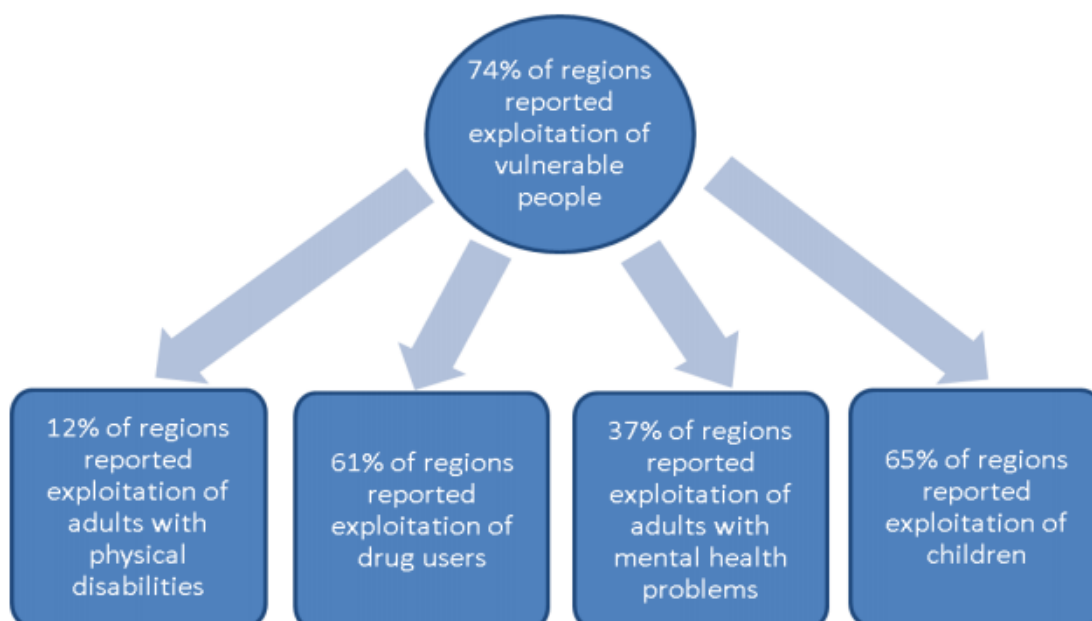 74% of regions
reported
exploitation of
vulnerable
people
12% of regions
reported
exploitation of
adults with
physical
disabilities
61% of regions
reported
exploitation of
drug users
37% of regions
reported
exploitation of
adults with
mental health
problems
65% of regions
reported
exploitation of
children